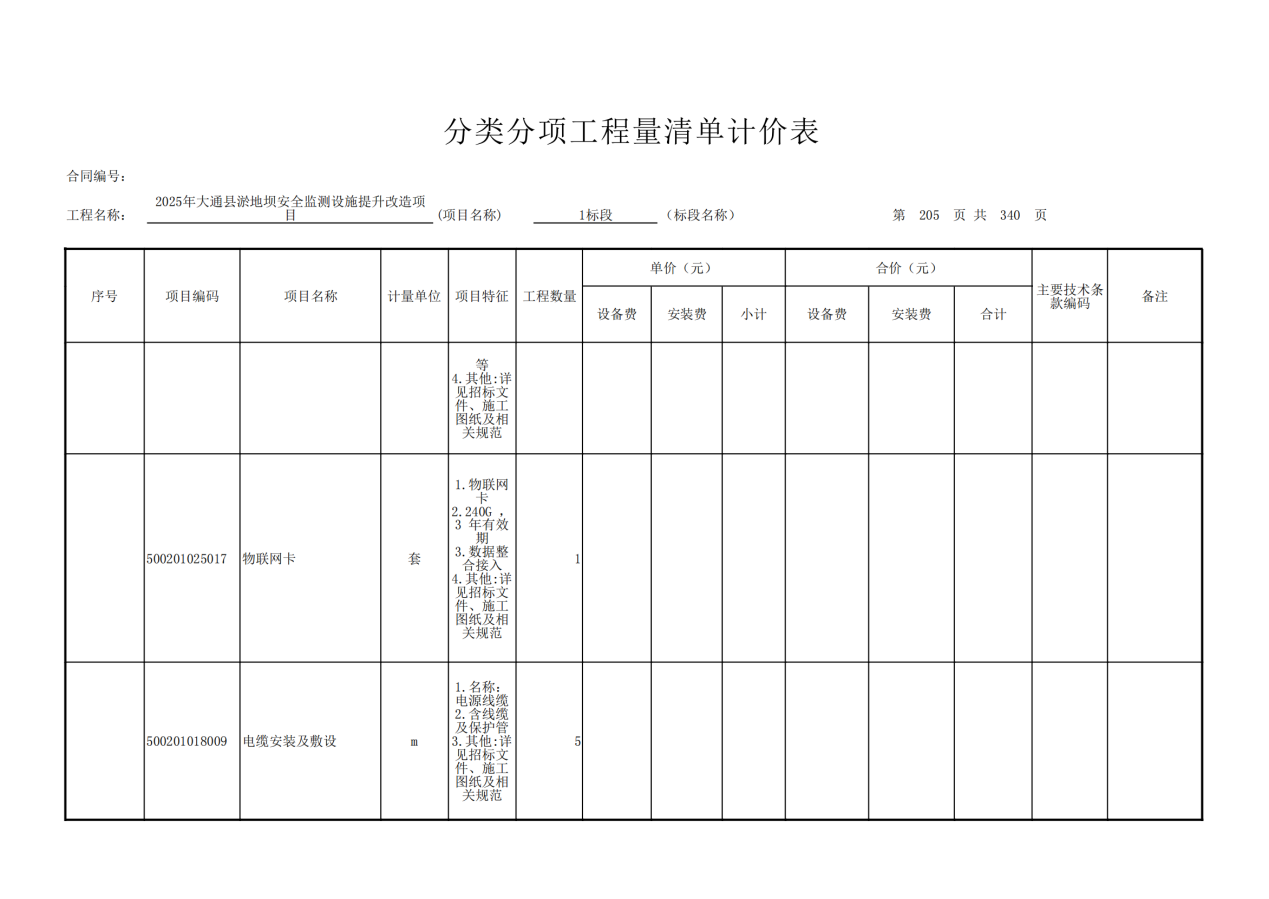 分类分项工程量清单计价表
合同编号：
2025年大通县淤地坝安全监测设施提升改造项
工程名称： 目 (项目名称) 1标段 （标段名称） 第 205 页 共 340 页
序号 项目编码 项目名称 计量单位 项目特征 工程数量 单价（元） 合价（元） 主要技术条 备注
款编码
设备费 安装费 小计 设备费 安装费 合计
等
4.其他:详
见招标文
件、施工
图纸及相
关规范
500201025017 物联网卡 套 1
1.物联网
卡
2.240G ，
3 年有效
期
3.数据整
合接入
4.其他:详
见招标文
件、施工
图纸及相
关规范
500201018009 电缆安装及敷设 m 5
1.名称：
电源线缆
2.含线缆
及保护管
3.其他:详
见招标文
件、施工
图纸及相
关规范